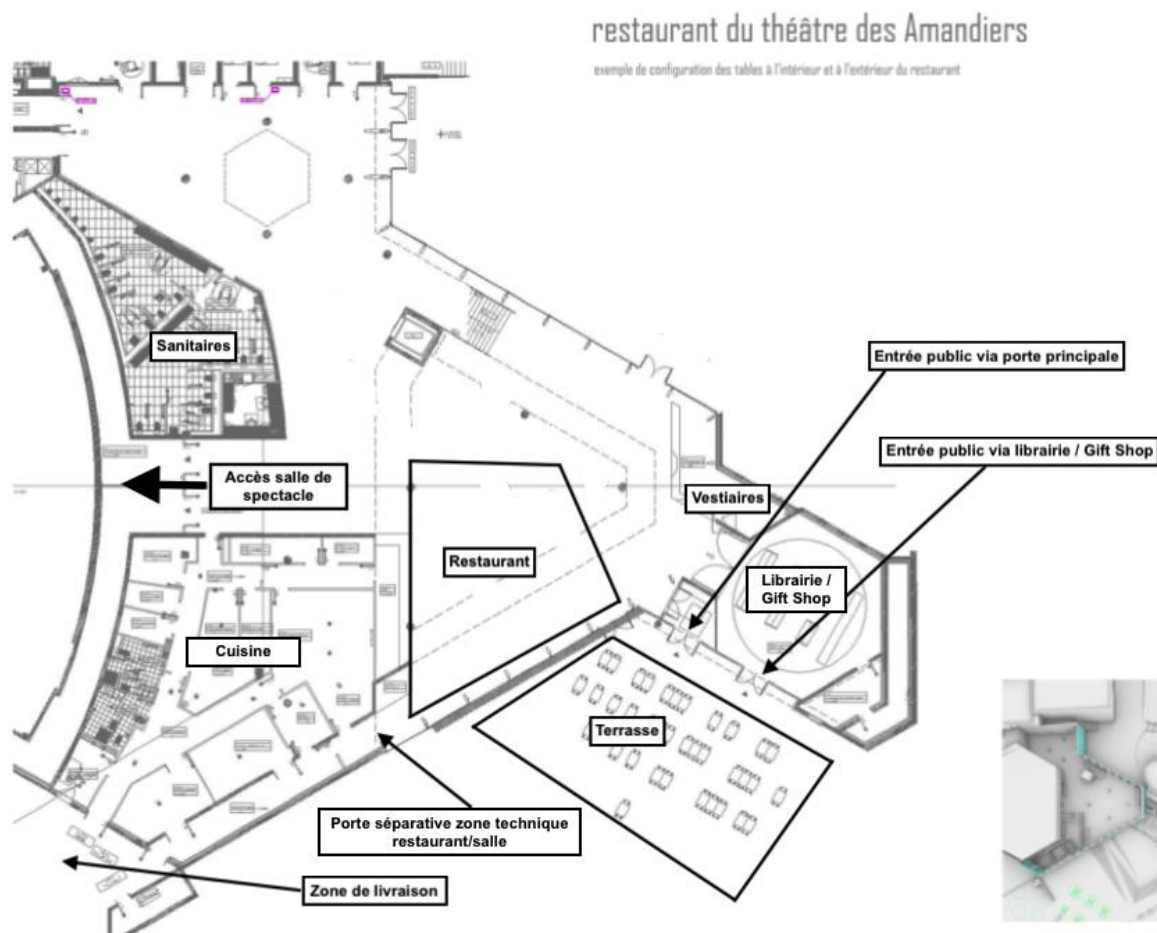 restaurant du théâtre des Amandiers
exemple de configuration des tables à l'intérieur et à l'extérieur du restaurant
Sanitaires
Entrée public via porte principale
Entrée public via librairie / Gift Shop
Accès salle de
spectacle
Vestiaires
Restaurant
Librairie /
Gift Shop
Cuisine
Terrasse
Porte séparative zone technique
restaurant/salle
Zone de livraison